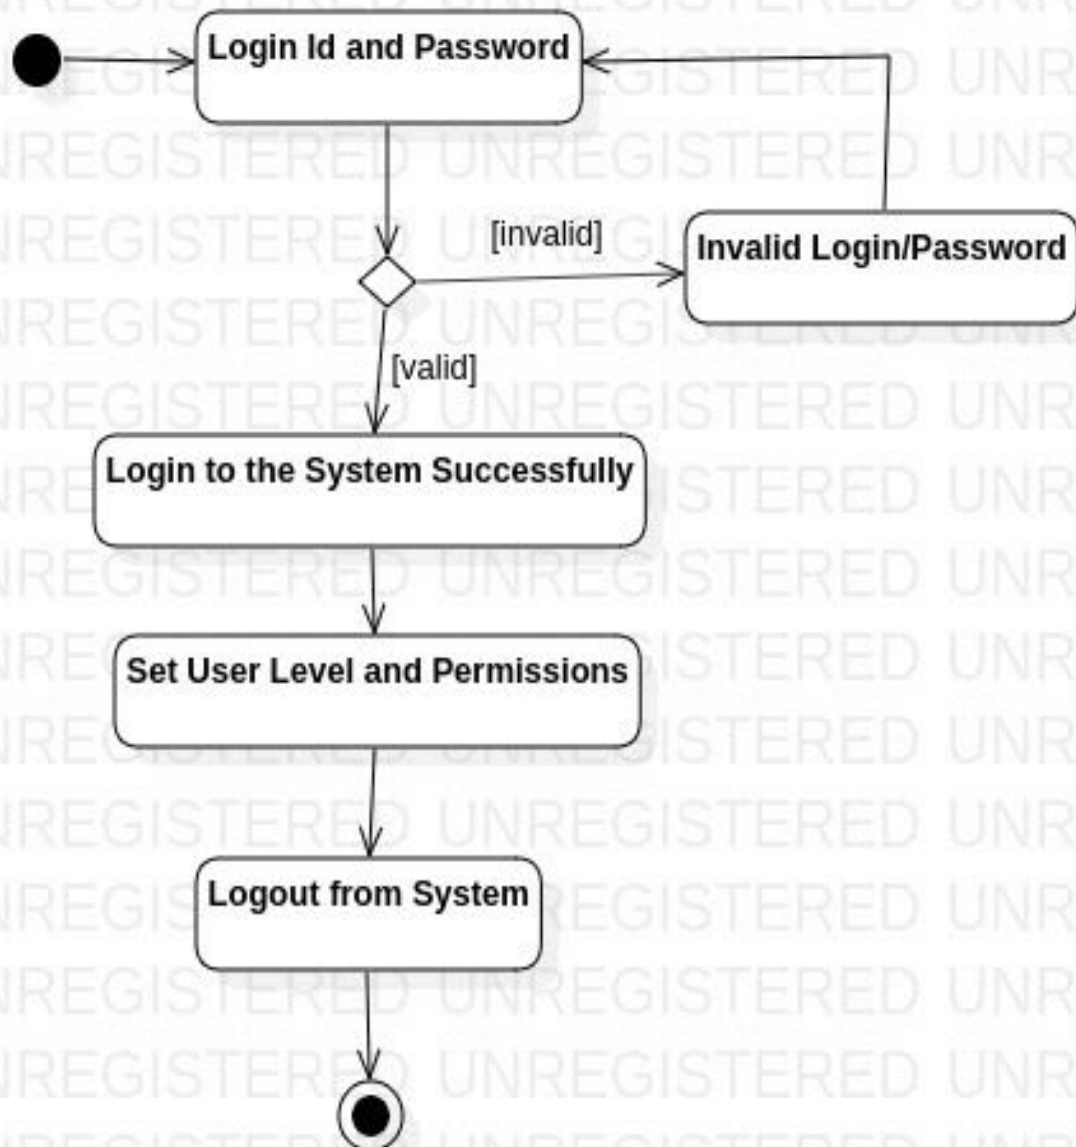 Login Id and Password
[invalid]
Invalid Login/Password
[valid]
Login to the System Successfully
Set User Level and Permissions
Logout from System
UNREGISTERED